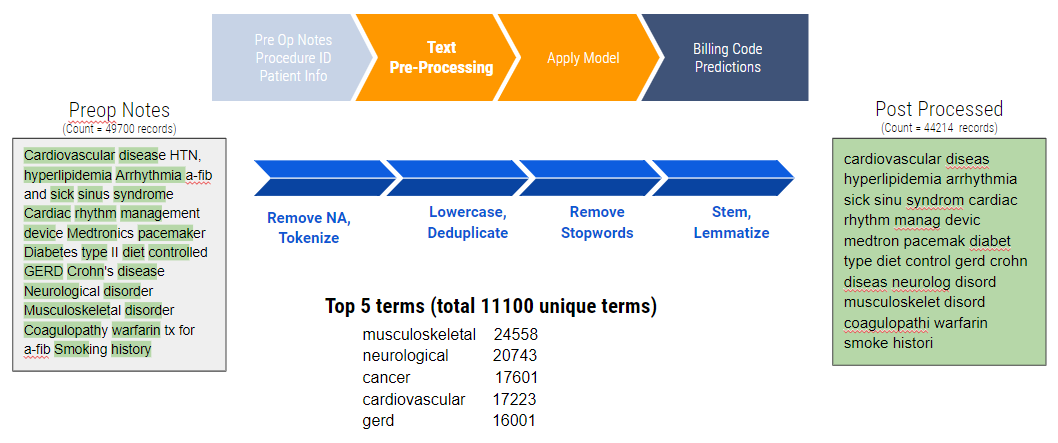 Pre Op Notes
Procedure ID
Patient Info
Text
Pre-Processing
Apply Model
Billing Code
Predictions
Preop Notes
(Count = 49700 records)
Cardiovascular disease HTN,
hyperlipidemia Arrhythmia a-fib
and sick sinus syndrome
Cardiac rhythm management
device Medtronics pacemaker
Diabetes type II diet controlled
GERD Crohn's disease
Neurological disorder
Musculoskeletal disorder
Coagulopathy warfarin tx for
a-fib Smoking history
Remove NA,
Tokenize
Lowercase,
Deduplicate
Remove
Stopwords
Stem,
Lemmatize
Top 5 terms (total 11100 unique terms)
musculoskeletal 24558
neurological 20743
cancer 17601
cardiovascular 17223
gerd 16001
Post Processed
(Count = 44214 records)
cardiovascular diseas
hyperlipidemia arrhythmia
sick sinu syndrom cardiac
rhythm manag devic
medtron pacemak diabet
type diet control gerd crohn
diseas neurolog disord
musculoskelet disord
coagulopathi warfarin
smoke histori